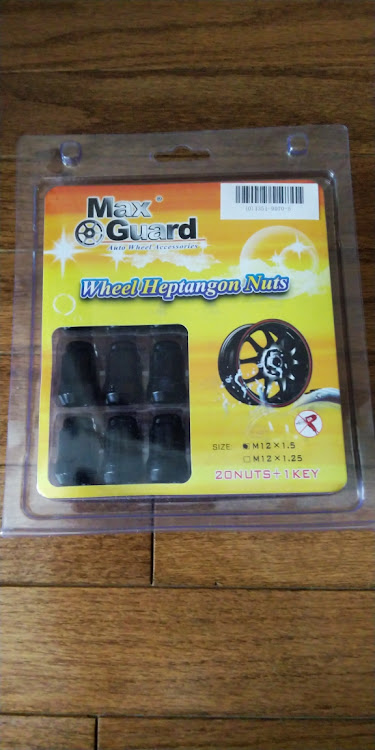 Max®
Guard
Auto Wheel Accessories
Wheel Heptangon Nuts
SIZE: M12×1.5
M12×1.25
20NUTS+1KEY